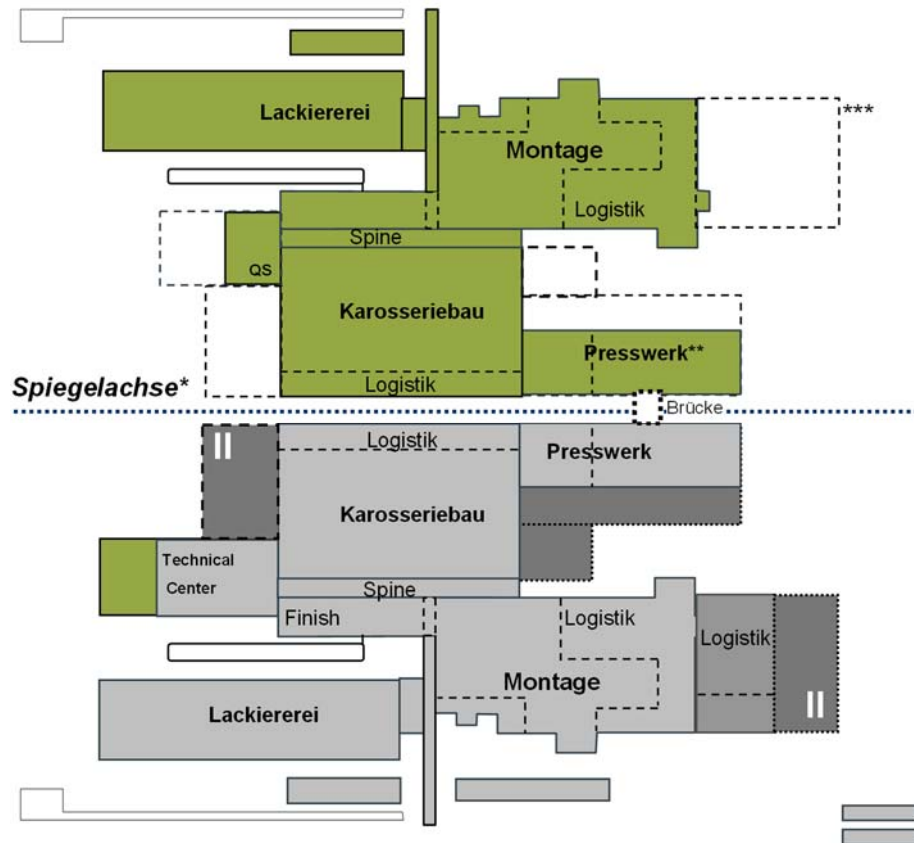 Lackiererei
***
Montage
Logistik
Spine
QS
Karosseriebau
Presswerk**
Logistik
Spiegelachse*
Brücke
II
Logistik
Presswerk
Karosseriebau
Technical
Center
Spine
Finish
Logistik
Logistik
Montage
II
Lackiererei